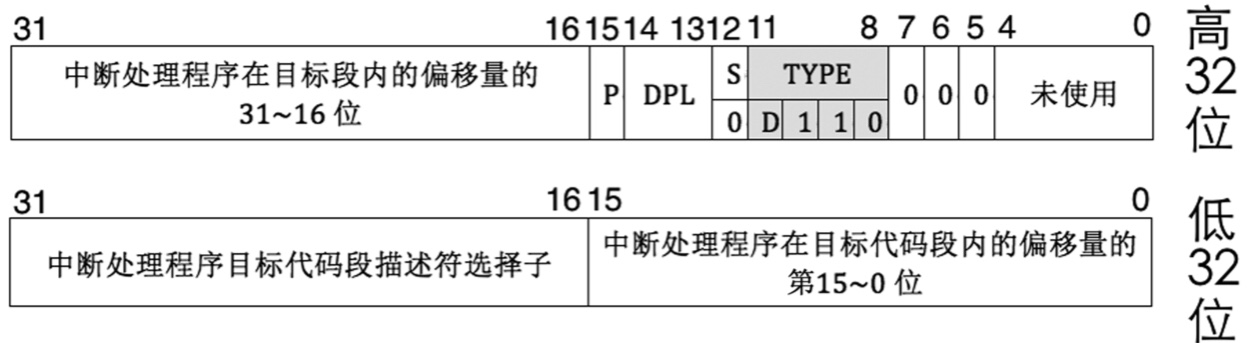 31 16 15 14 13 12 11 8 7 6 5 4 0
中断处理程序在目标段内的偏移量的
31~16 位
P DPL S TYPE 0 0 0 未使用
0 D 1 1 0
高32位
31 16 15 0
中断处理程序目标代码段描述符选择子
中断处理程序在目标代码段内的偏移量的
第15~0 位
低32位